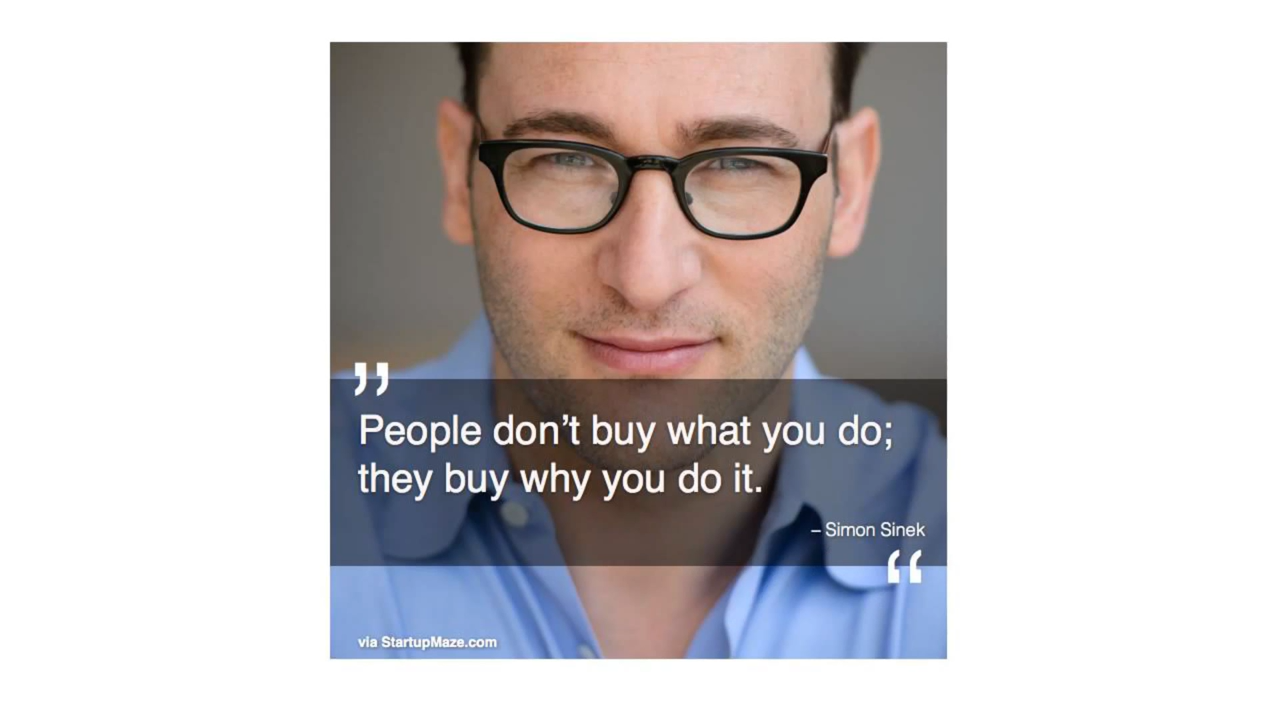 ”
People don’t buy what you do;
they buy why you do it.
– Simon Sinek
“
via StartupMaze.com